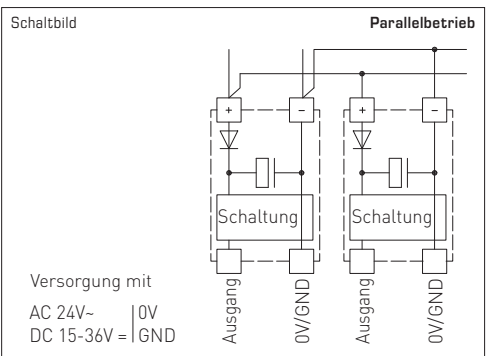 Schaltbild
Parallelbetrieb
+
–
+
–
Schaltung
Schaltung
Versorgung mit
AC 24V~ | 0V
DC 15-36V = | GND
Ausgang
0V/GND
Ausgang
0V/GND